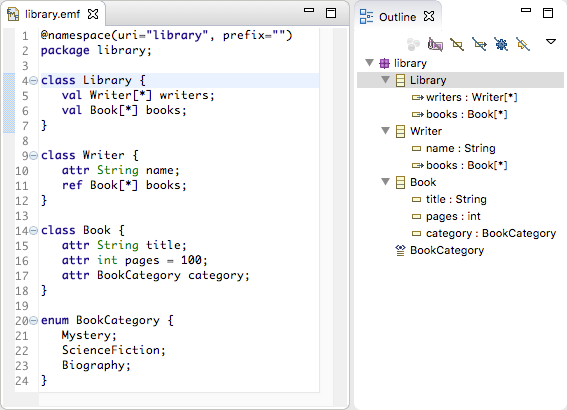 library.emf
1 @namespace(uri="library", prefix="")
2 package library;
3
4 class Library {
5 val Writer[*] writers;
6 val Book[*] books;
7 }
8
9 class Writer {
10 attr String name;
11 ref Book[*] books;
12 }
13
14 class Book {
15 attr String title;
16 attr int pages = 100;
17 attr BookCategory category;
18 }
19
20 enum BookCategory {
21 Mystery;
22 ScienceFiction;
23 Biography;
24 }
Outline
library
Library
writers : Writer[*]
books : Book[*]
Writer
name : String
books : Book[*]
Book
title : String
pages : int
category : BookCategory
BookCategory